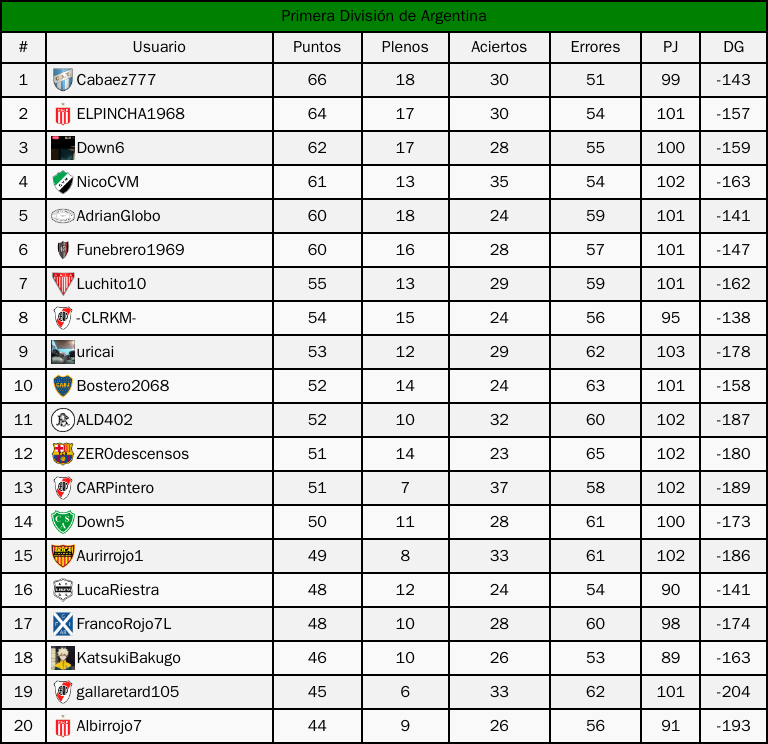 Primera División de Argentina
# Usuario Puntos Plenos Aciertos Errores PJ DG
1 Cabaez777 66 18 30 51 99 -143
2 ELPINCHA1968 64 17 30 54 101 -157
3 Down6 62 17 28 55 100 -159
4 NicoCVM 61 13 35 54 102 -163
5 AdrianGlobo 60 18 24 59 101 -141
6 Funebrero1969 60 16 28 57 101 -147
7 Luchito10 55 13 29 59 101 -162
8 -CLRKM- 54 15 24 56 95 -138
9 uricai 53 12 29 62 103 -178
10 Bostero2068 52 14 24 63 101 -158
11 ALD402 52 10 32 60 102 -187
12 ZEROdescensos 51 14 23 65 102 -180
13 CARPintero 51 7 37 58 102 -189
14 Down5 50 11 28 61 100 -173
15 Aurirrojo1 49 8 33 61 102 -186
16 LucaRiestra 48 12 24 54 90 -141
17 FrancoRojo7L 48 10 28 60 98 -174
18 KatsukiBakugo 46 10 26 53 89 -163
19 gallaretard105 45 6 33 62 101 -204
20 Albirrojo7 44 9 26 56 91 -193